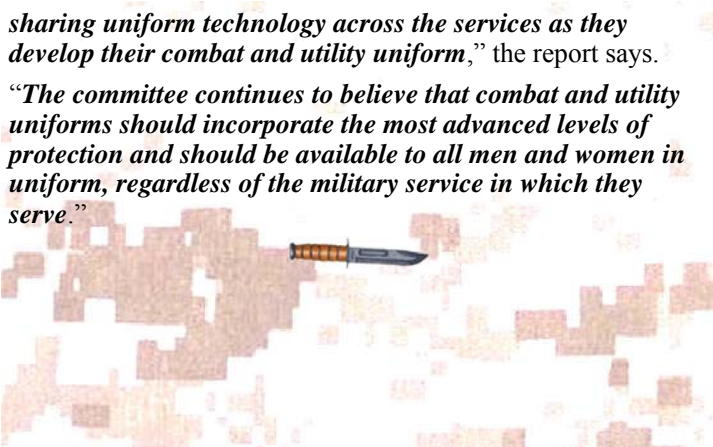 sharing uniform technology across the services as they
develop their combat and utility uniform,” the report says.
“The committee continues to believe that combat and utility
uniforms should incorporate the most advanced levels of
protection and should be available to all men and women in
uniform, regardless of the military service in which they
serve.”